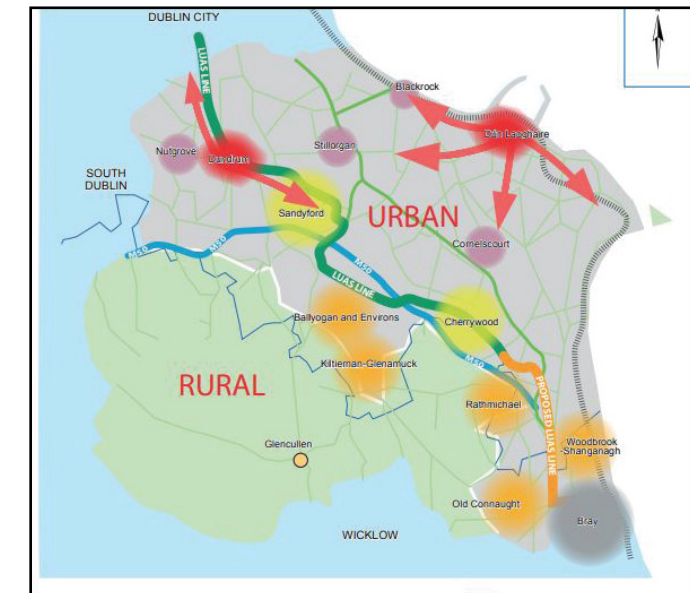 DUBLIN CITY
LUAS LINE
Blackrock
Dún Laoghaire
Nutgrove
Dundrum
Stillorgan
SOUTH
DUBLIN
Sandyford
URBAN
Cornelscourt
M50
M50
M50
LUAS LINE
Ballyogan and Environs
Cherrywood
Kiltiernan-Glenamuck
M50
RURAL
PROPOSED LUAS LINE
Rathmichael
Woodbrook
-Shanganagh
Glencullen
Old Connaught
Bray
WICKLOW